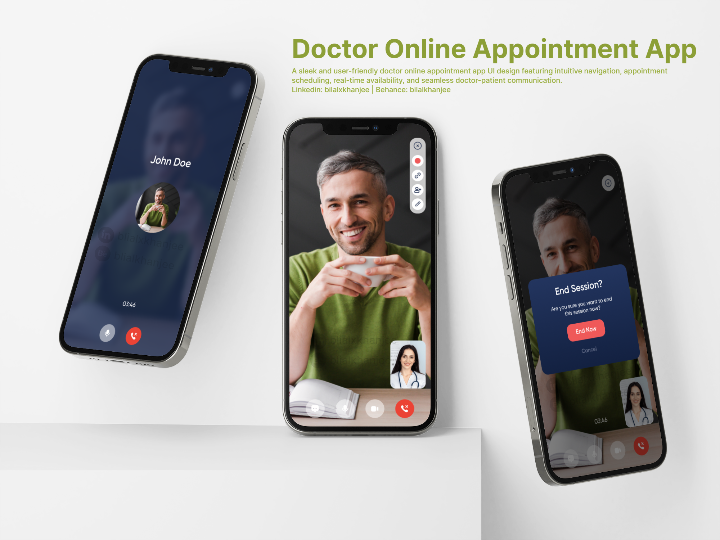 Doctor Online Appointment App
A sleek and user-friendly doctor online appointment app UI design featuring intuitive navigation, appointment
scheduling, real-time availability, and seamless doctor-patient communication.
Linkedin: bilalxkhanjee | Behance: bilalkhanjee
John Doe
03:46
End Session?
Are you sure you want to end
this session now?
End Now
Cancel
03:46